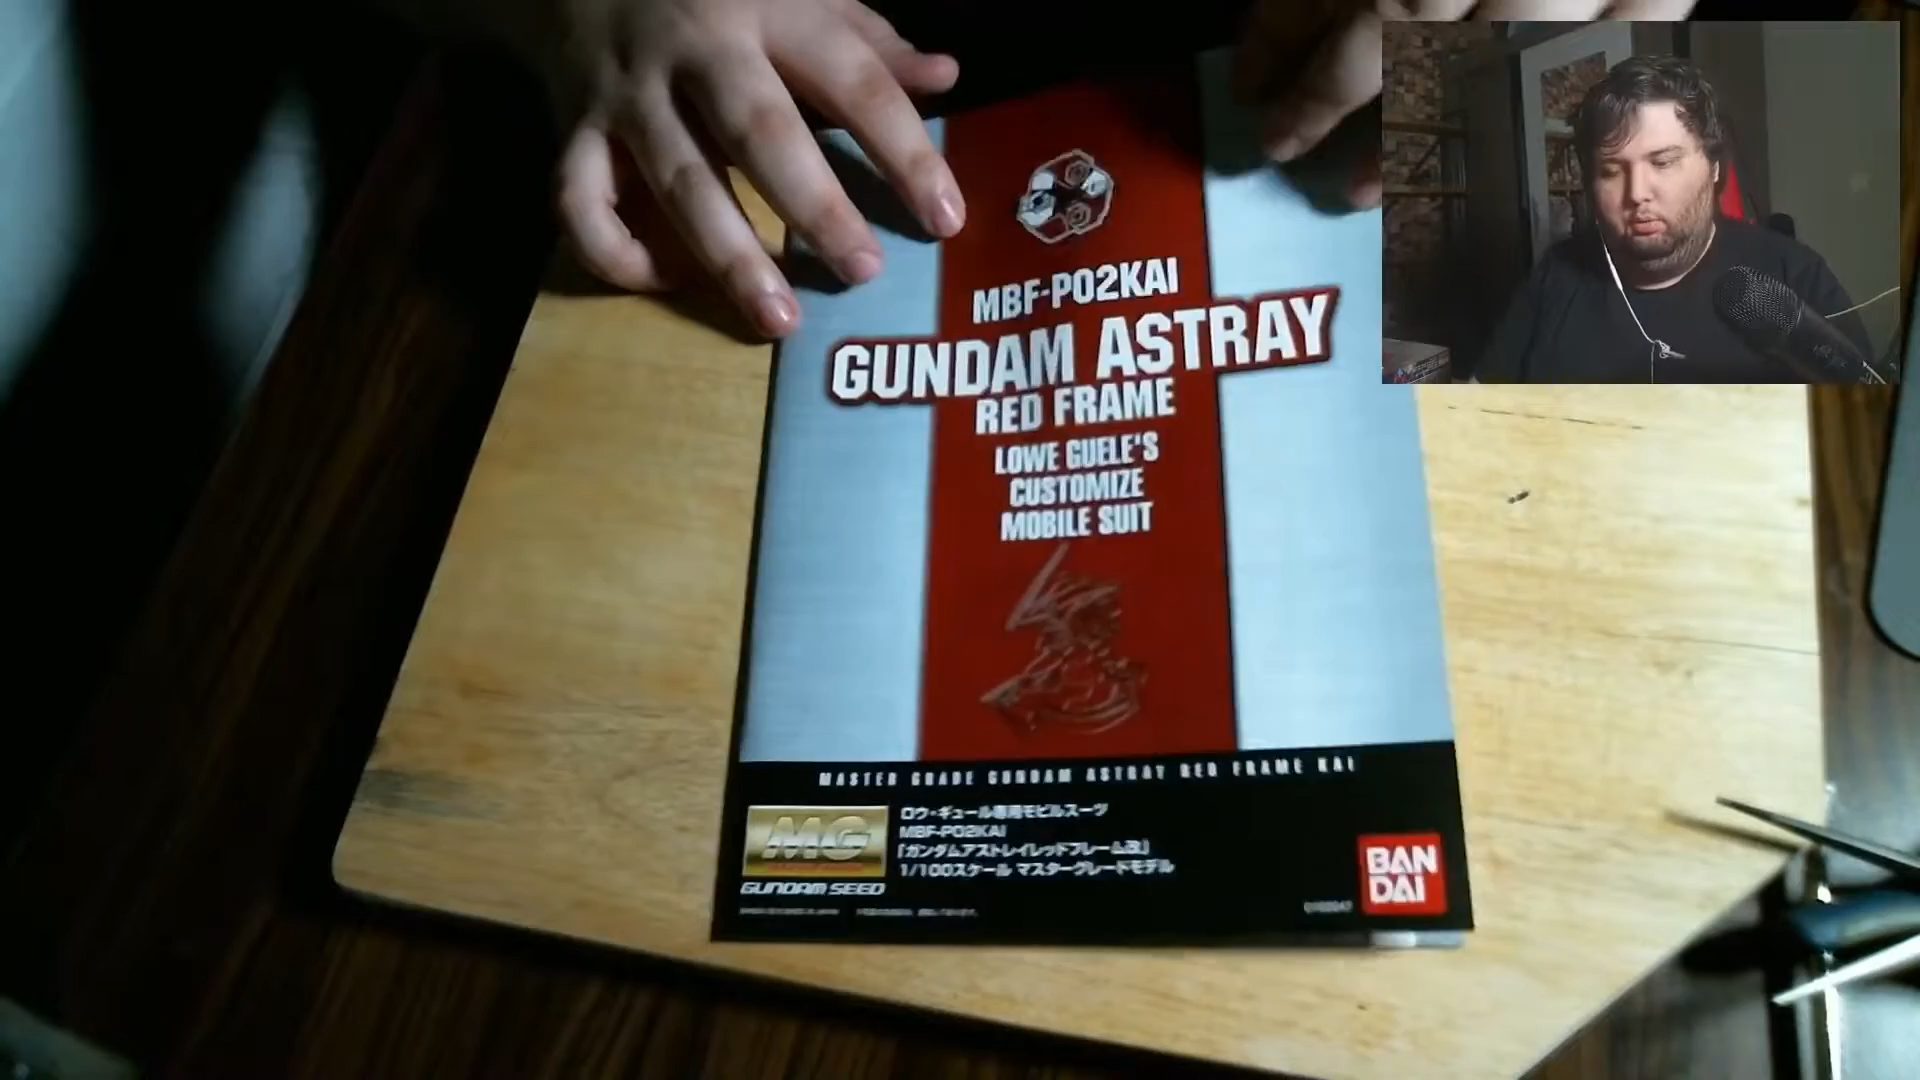 MBF-P02KAI
GUNDAM ASTRAY
RED FRAME
LOWE GUELE'S
CUSTOMIZE
MOBILE SUIT
MASTER GRADE GUNDAM ASTRAY RED FRAME KAI
MG
GUNDAM SEED
ロウ・ギュール専用モビルスーツ
MBF-P02KAI
「ガンダムアストレイレッドフレーム改」
1/100スケール マスターグレードモデル
BAN
DAI